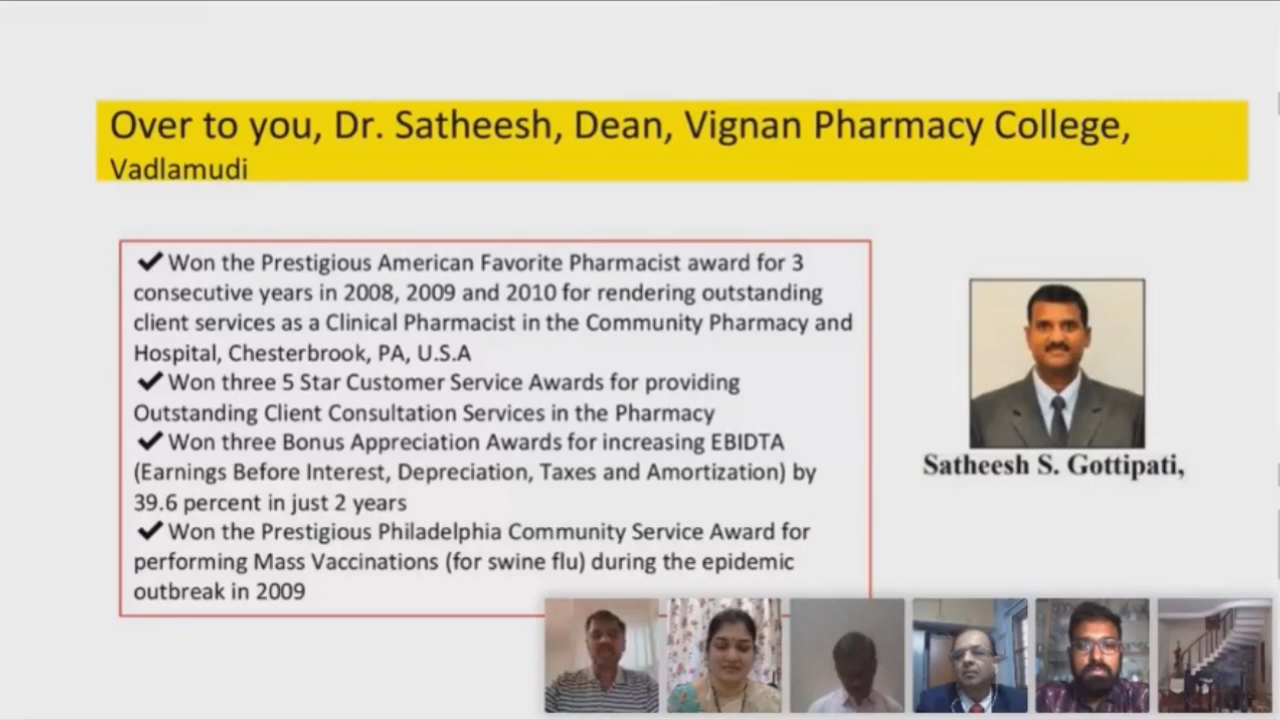 Over to you, Dr. Satheesh, Dean, Vignan Pharmacy College,
Vadlamudi
✔Won the Prestigious American Favorite Pharmacist award for 3
consecutive years in 2008, 2009 and 2010 for rendering outstanding
client services as a Clinical Pharmacist in the Community Pharmacy and
Hospital, Chesterbrook, PA, U.S.A
✔Won three 5 Star Customer Service Awards for providing
Outstanding Client Consultation Services in the Pharmacy
✔Won three Bonus Appreciation Awards for increasing EBIDTA
(Earnings Before Interest, Depreciation, Taxes and Amortization) by
39.6 percent in just 2 years
✔Won the Prestigious Philadelphia Community Service Award for
performing Mass Vaccinations (for swine flu) during the epidemic
outbreak in 2009
Satheesh S. Gottipati,